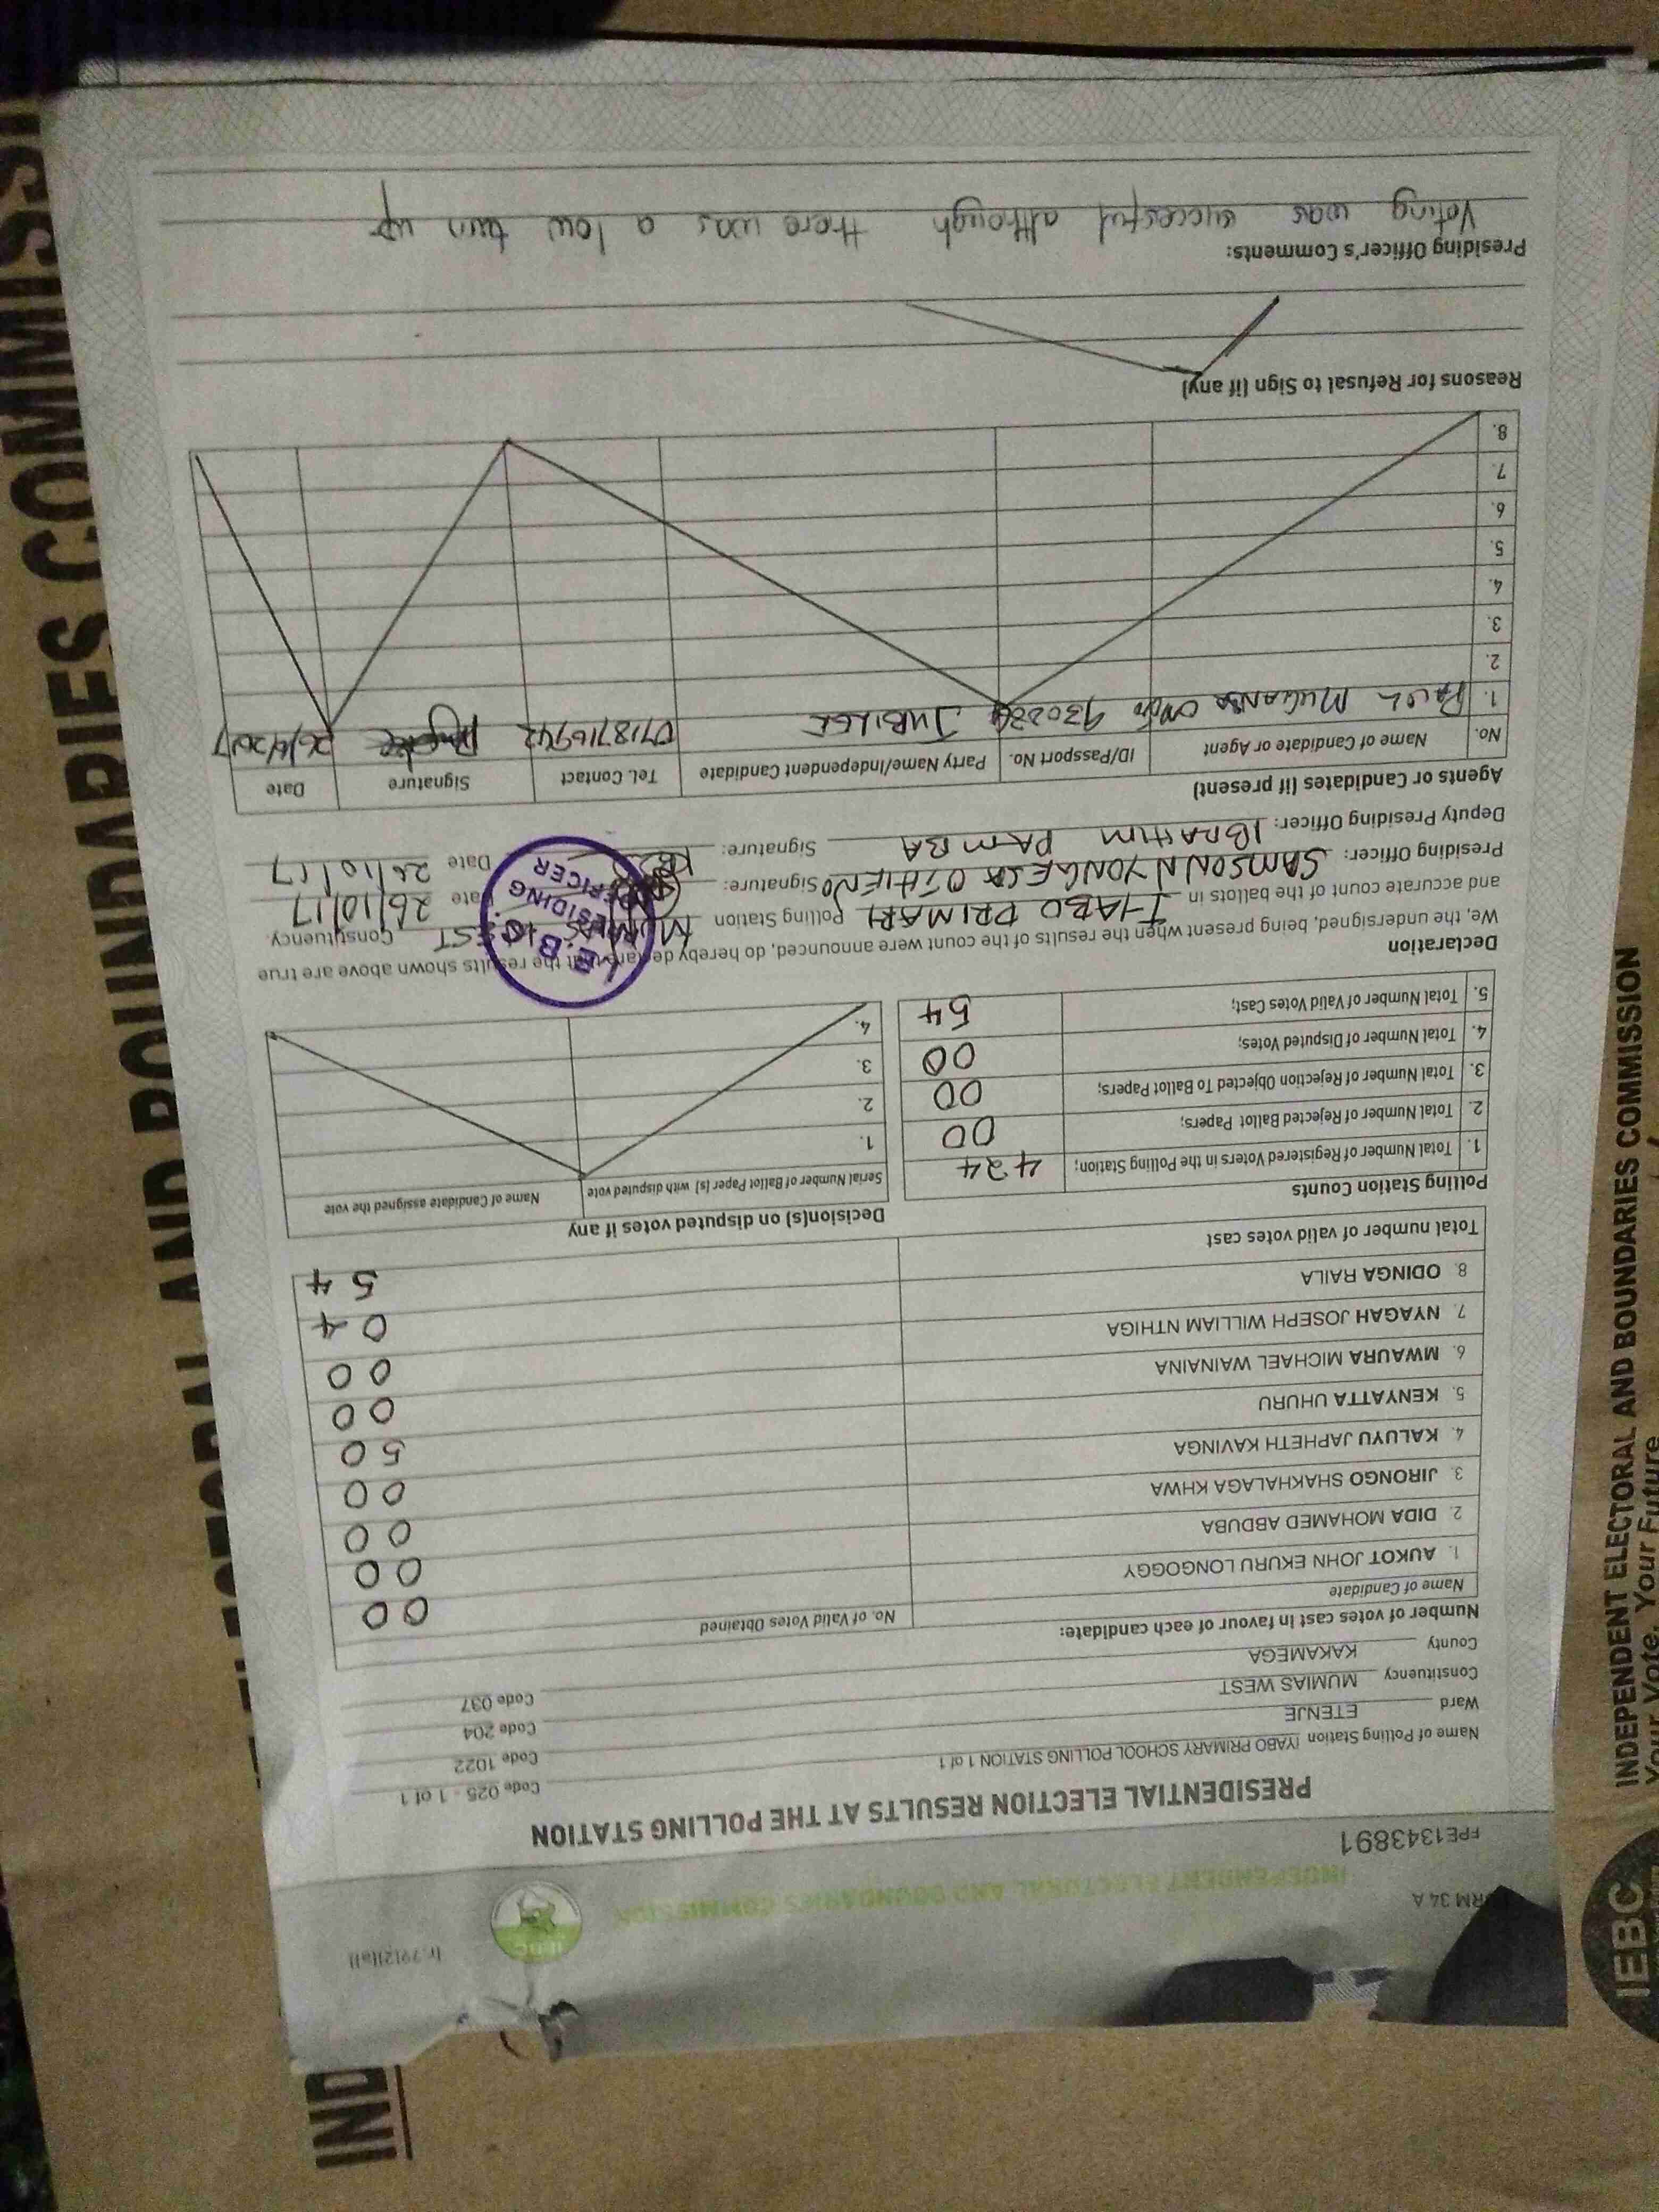 FORM 34 A
r. 79(2)(a)
IEBC
INDEPENDENT ELECTORAL AND BOUNDARIES COMMISSION
FPE1343891
PRESIDENTIAL ELECTION RESULTS AT THE POLLING STATION
Name of Polling Station IYABO PRIMARY SCHOOL POLLING STATION 1 of 1 Code 025 - 1 of 1
Ward ETENJE Code 1022
Constituency MUMIAS WEST Code 204
County KAKAMEGA Code 037
Number of votes cast in favour of each candidate:
Name of Candidate No. of Valid Votes Obtained
1. AUKOT JOHN EKURU LONGOGGY 00
2. DIDA MOHAMED ABDUBA 00
3. JIRONGO SHAKHALAGA KHWA 00
4. KALUYU JAPHETH KAVINGA 00
5. KENYATTA UHURU 50
6. MWAURA MICHAEL WAINAINA 00
7. NYAGAH JOSEPH WILLIAM NTHIGA 00
8. ODINGA RAILA 04
Total number of valid votes cast 54
Polling Station Counts
1. Total Number of Registered Voters in the Polling Station; 424
2. Total Number of Rejected Ballot Papers; 00
3. Total Number of Rejection Objected To Ballot Papers; 00
4. Total Number of Disputed Votes; 00
5. Total Number of Valid Votes Cast; 54
Decision(s) on disputed votes if any
Serial Number of Ballot Paper (s) with disputed vote Name of Candidate assigned the vote
1.
2.
3.
4.
Declaration
We, the undersigned, being present when the results of the count were announced, do hereby declare that the results shown above are true
and accurate count of the ballots in IYABO PRIMARY Polling Station MUMIAS WEST Constituency.
Presiding Officer: SAMSON NYONGESA OTHIENO Signature: Date 26/10/17
Deputy Presiding Officer: IBRAHIM PAMBA Signature: Date 26/10/17
I.E.B.C.
PRESIDING OFFICER
Agents or Candidates (if present)
No. Name of Candidate or Agent ID/Passport No. Party Name/Independent Candidate Tel. Contact Signature Date
1. MUGANDA JUBILEE 0718716942
2.
3.
4.
5.
6.
7.
8.
Reasons for Refusal to Sign (if any)
Presiding Officer's Comments:
Voting was succesful although there was a low turn up
INDEPENDENT ELECTORAL AND BOUNDARIES COMMISSION
Your Vote, Your Future
IEBC
IND
ELECTORAL AND BOUNDARIES COMMISSI